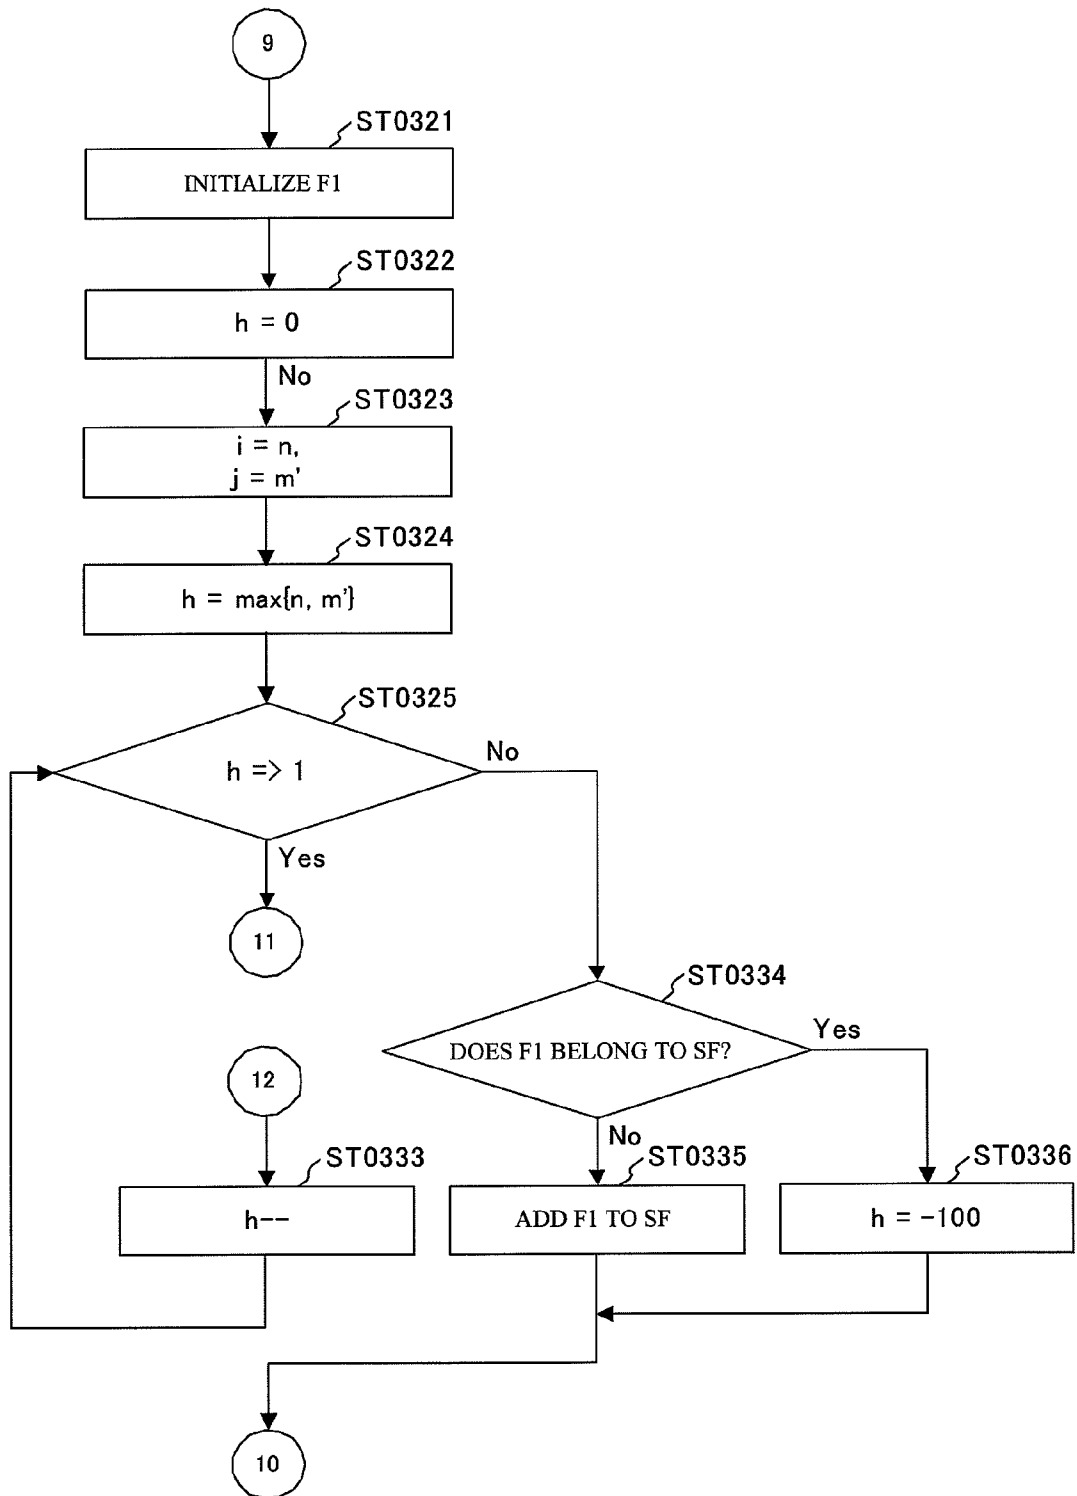 9
ST0321
INITIALIZE F1
ST0322
h = 0
No
ST0323
i = n,
j = m'
ST0324
h = max{n, m'}
ST0325
h => 1
No
Yes
11
ST0334
DOES F1 BELONG TO SF?
Yes
12
No
ST0333
ST0335
ST0336
h--
ADD F1 TO SF
h = -100
10